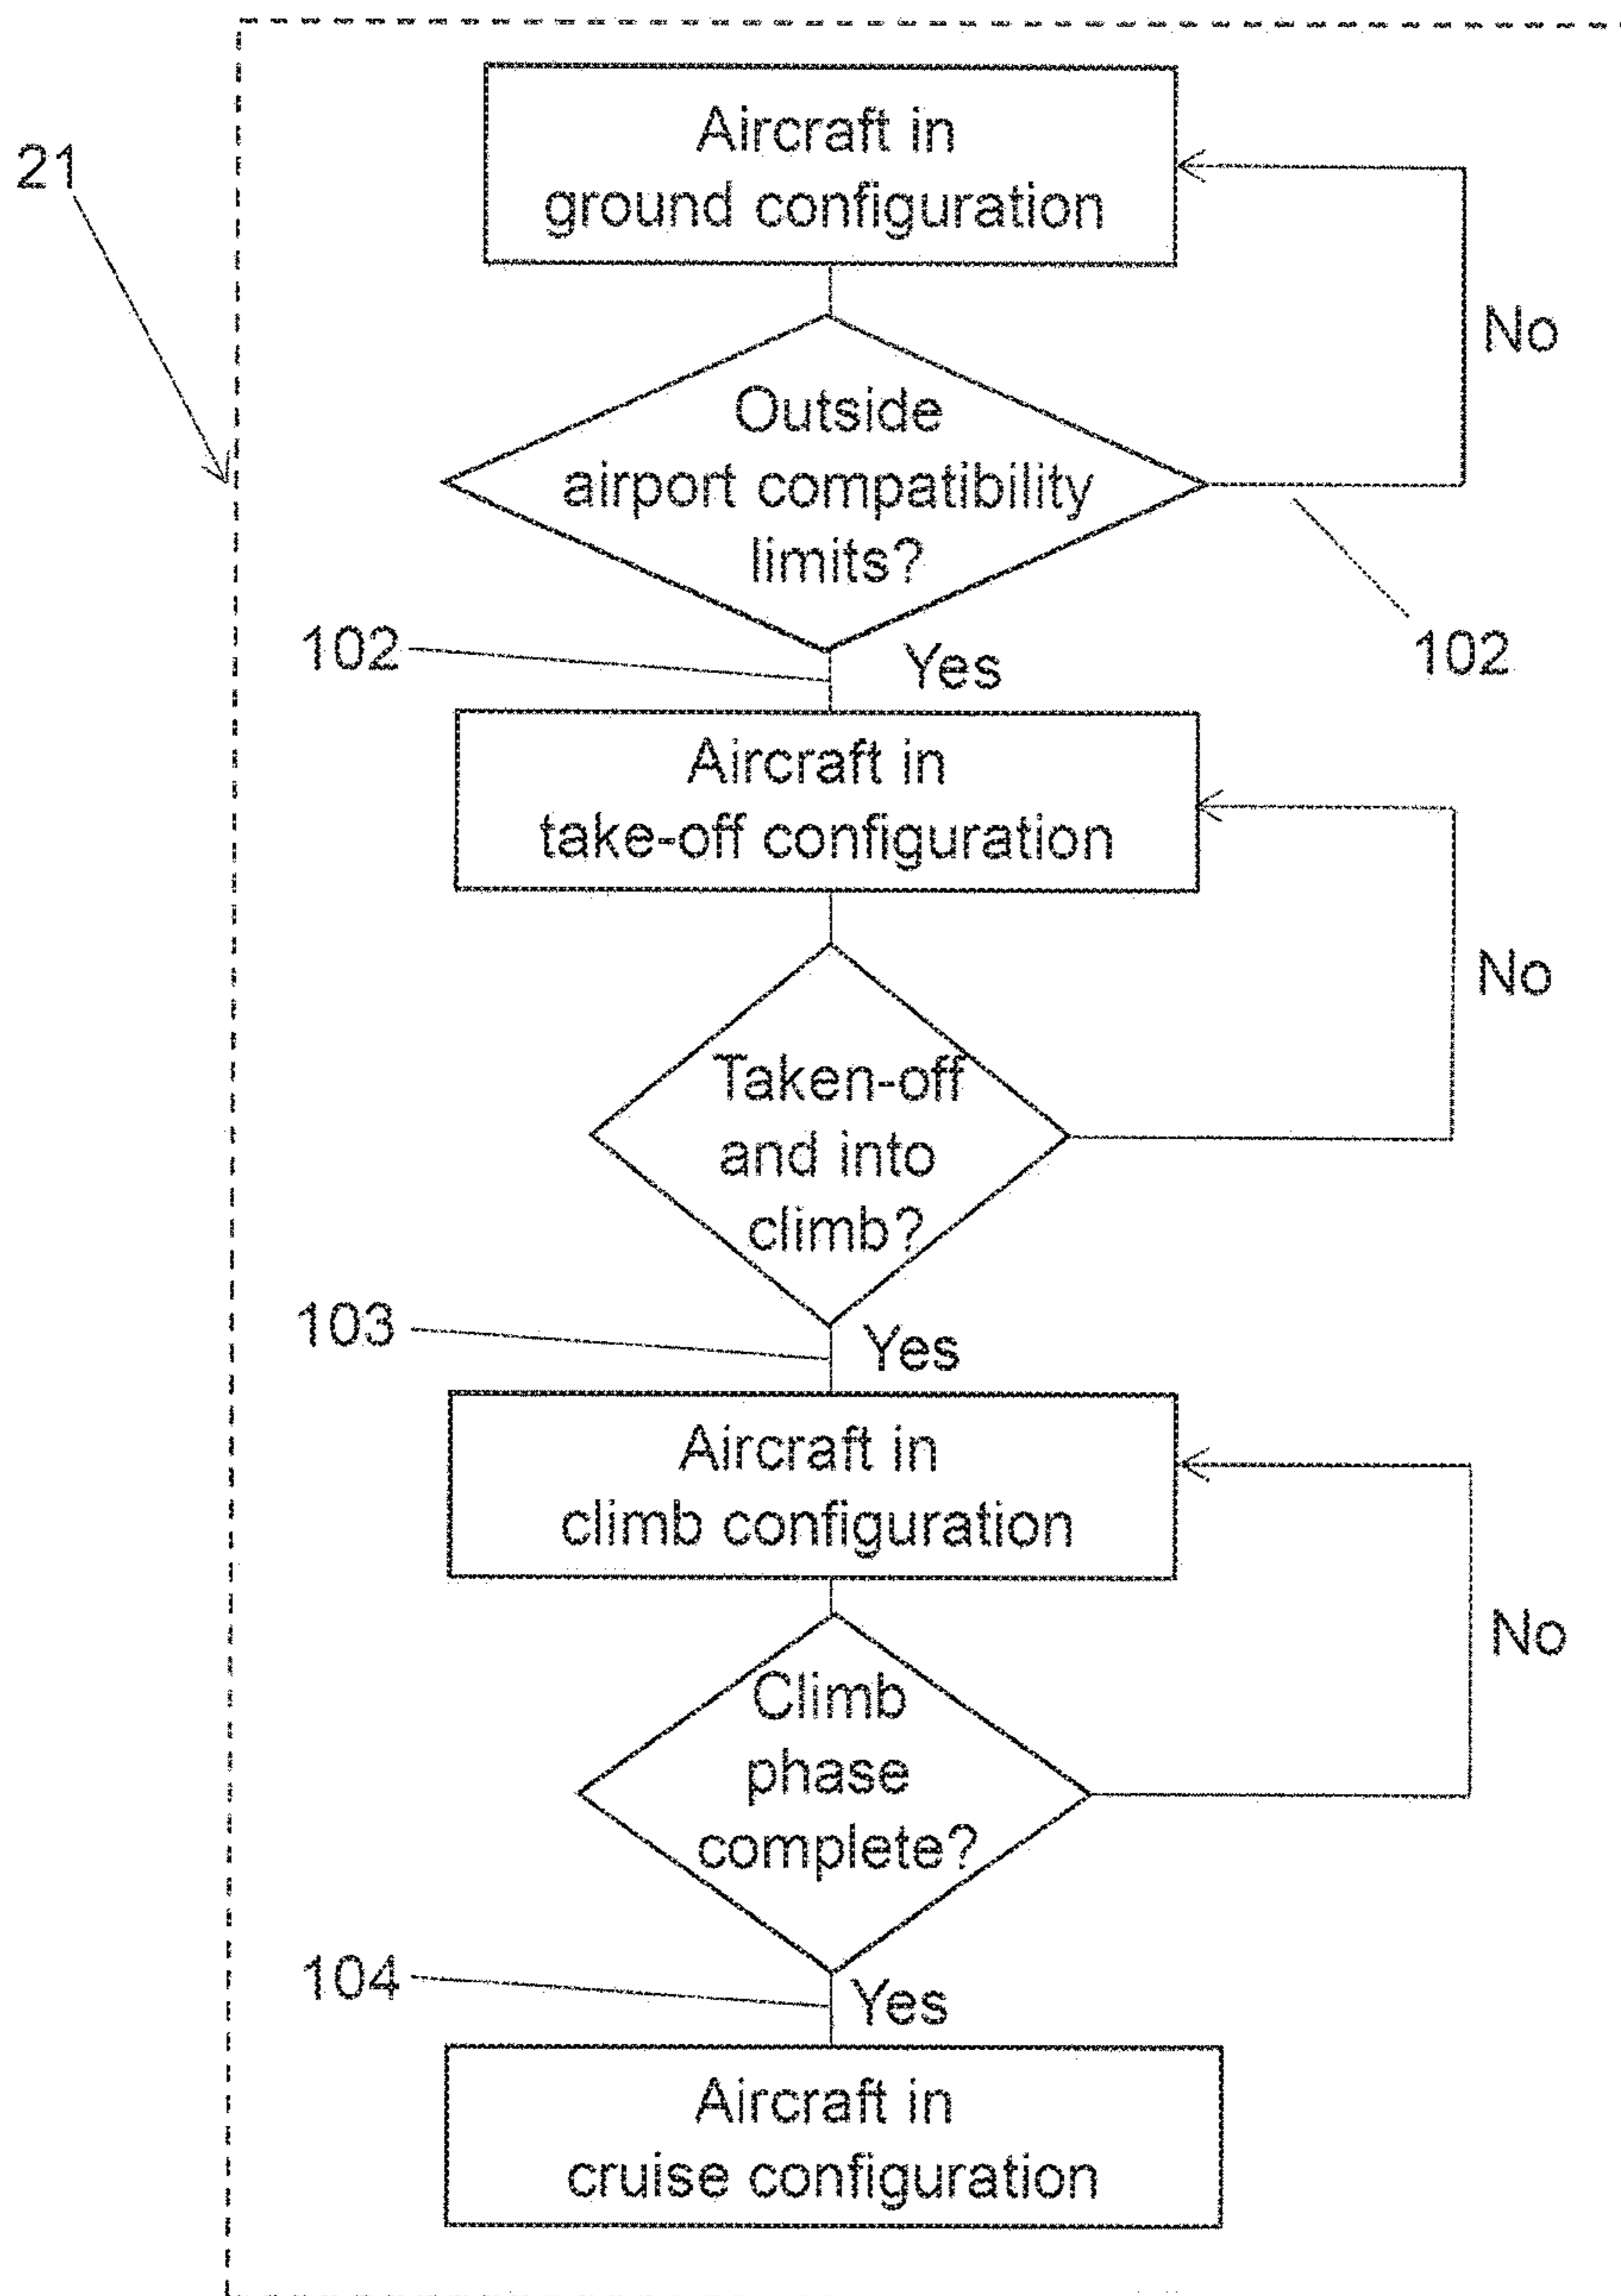 21
Aircraft in
ground configuration
No
Outside
airport compatibility
limits?
102
Yes
102
Aircraft in
take-off configuration
No
Taken-off
and into
climb?
103
Yes
Aircraft in
climb configuration
No
Climb
phase
complete?
104
Yes
Aircraft in
cruise configuration